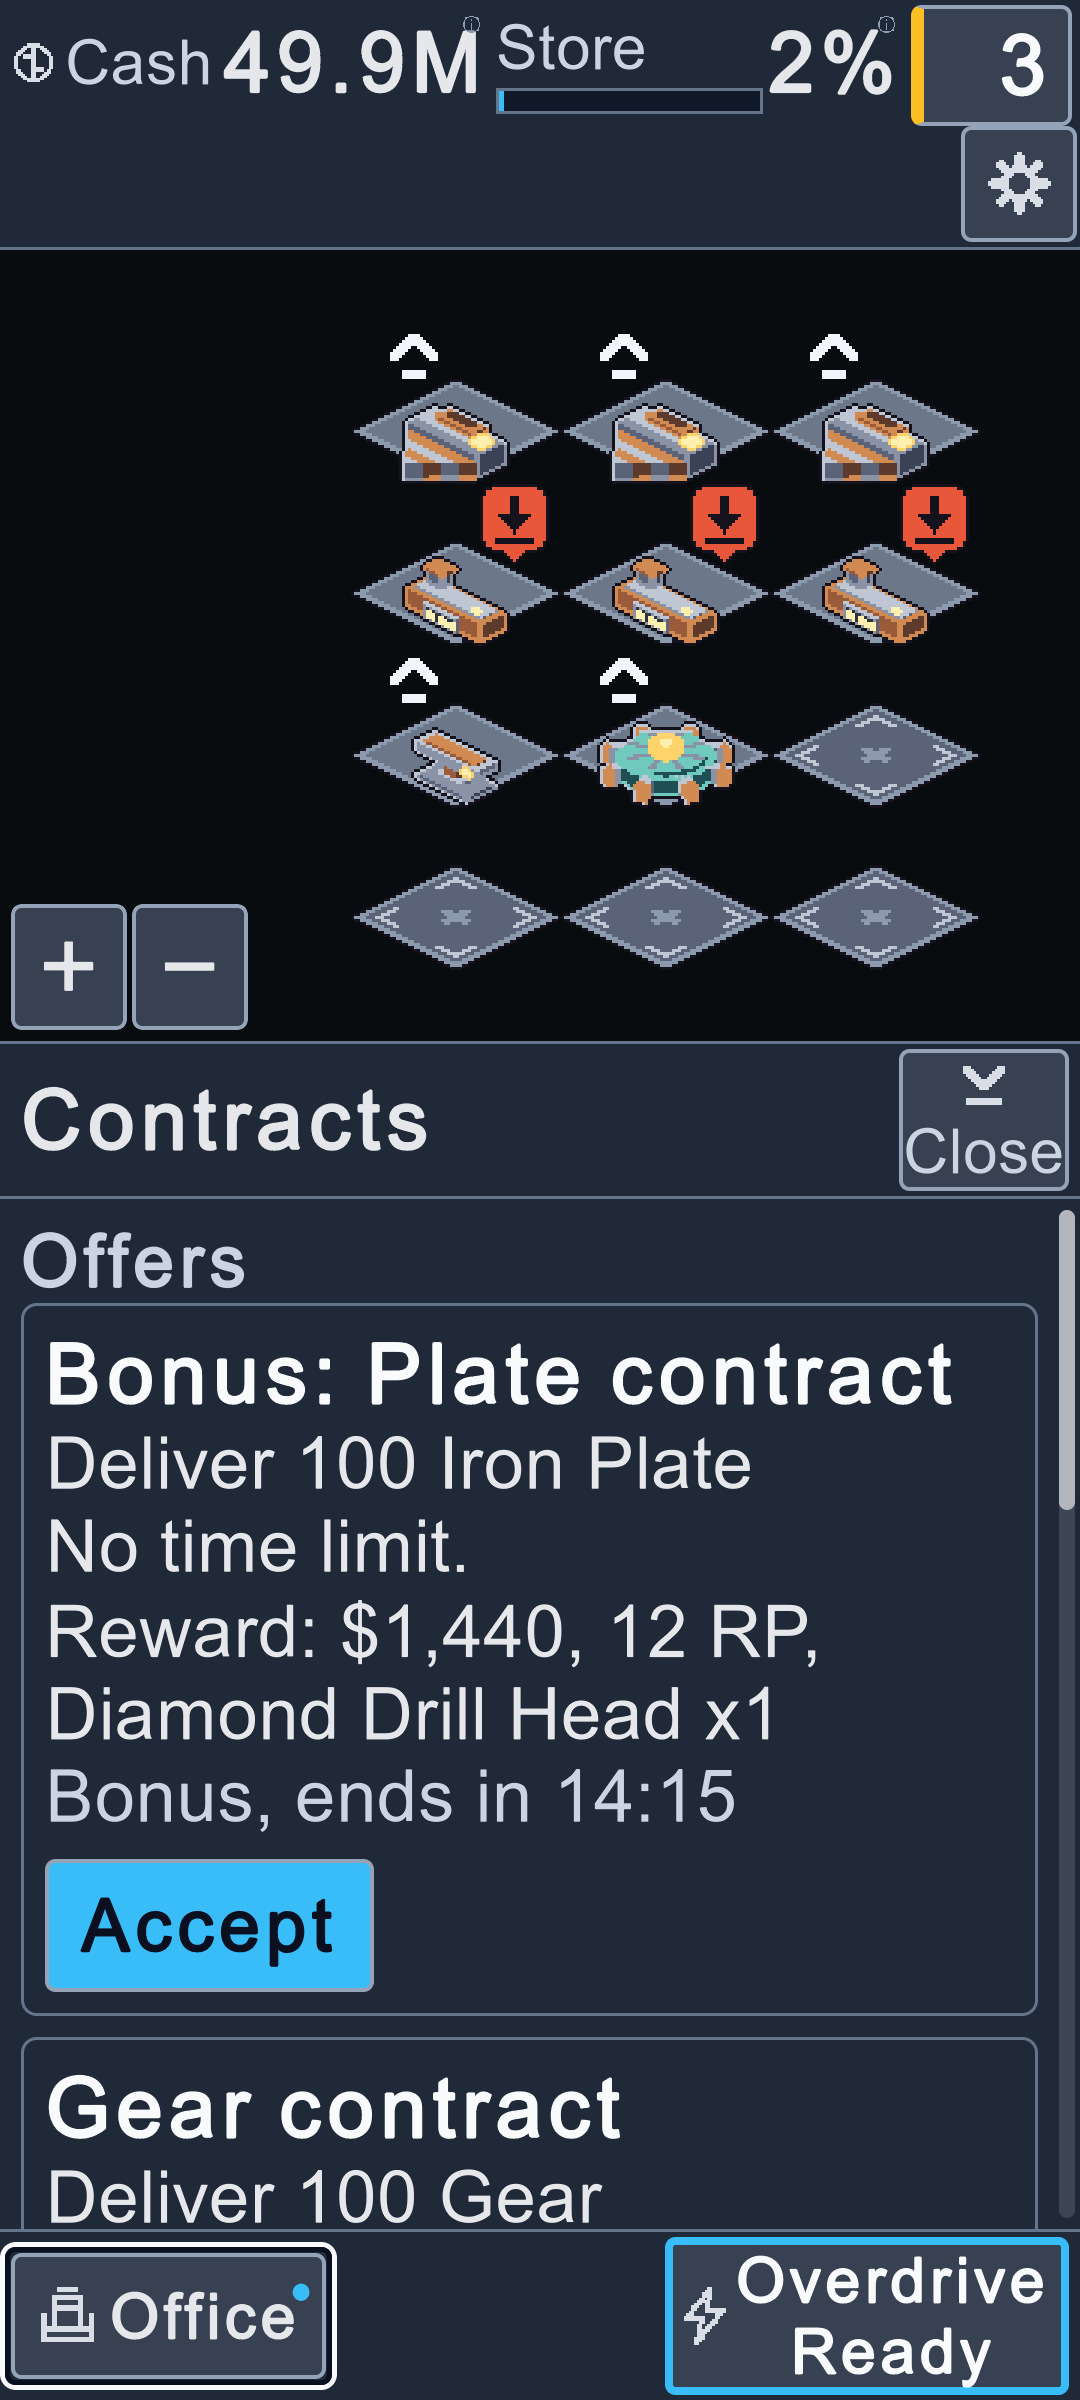 Cash 49.9M Store 2% 3
+ −
Contracts
Close
Offers
Bonus: Plate contract
Deliver 100 Iron Plate
No time limit.
Reward: $1,440, 12 RP,
Diamond Drill Head x1
Bonus, ends in 14:15
Accept
Gear contract
Deliver 100 Gear
Office
Overdrive
Ready